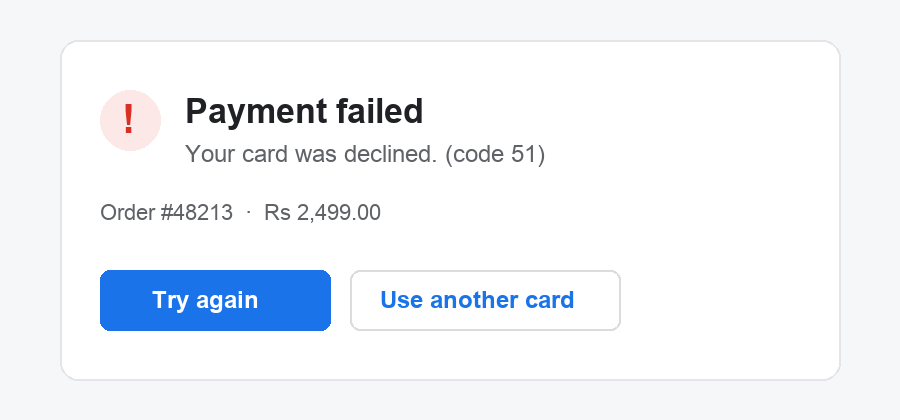 !
Payment failed
Your card was declined. (code 51)
Order #48213 · Rs 2,499.00
Try again
Use another card